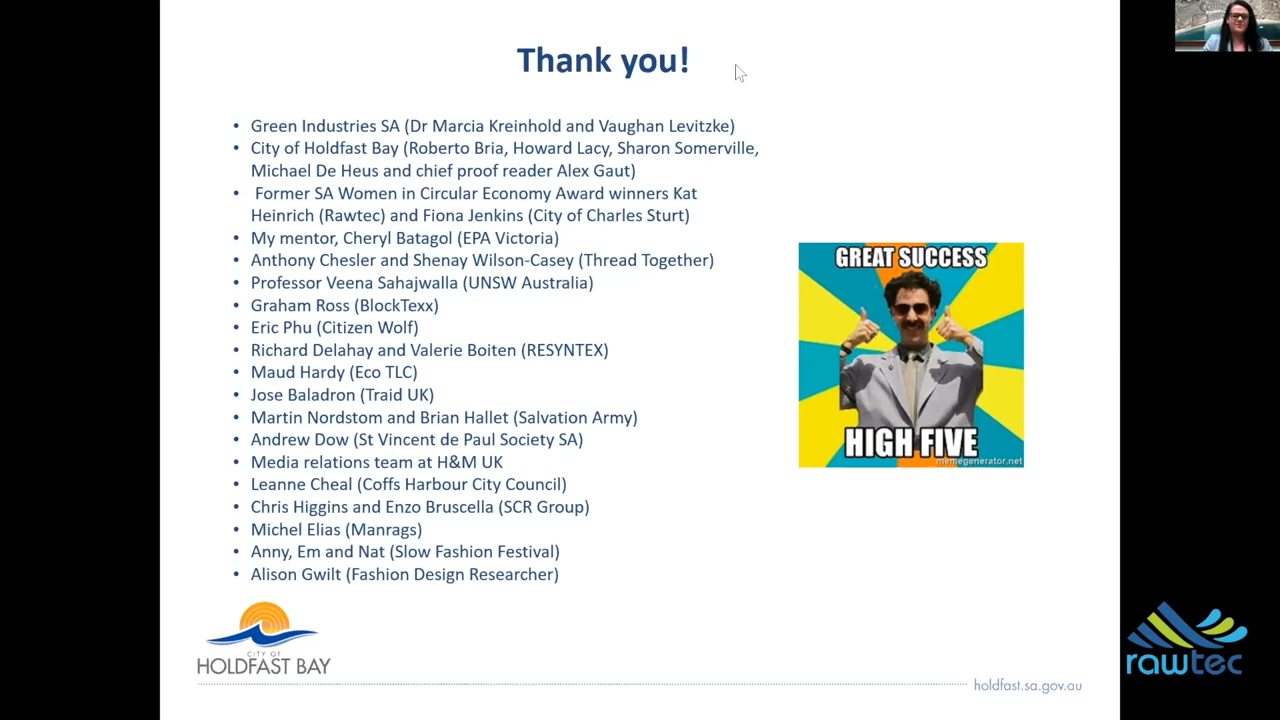 Thank you!
• Green Industries SA (Dr Marcia Kreinhold and Vaughan Levitzke)
• City of Holdfast Bay (Roberto Bria, Howard Lacy, Sharon Somerville,
Michael De Heus and chief proof reader Alex Gaut)
• Former SA Women in Circular Economy Award winners Kat
Heinrich (Rawtec) and Fiona Jenkins (City of Charles Sturt)
• My mentor, Cheryl Batagol (EPA Victoria)
• Anthony Chesler and Shenay Wilson-Casey (Thread Together)
• Professor Veena Sahajwalla (UNSW Australia)
• Graham Ross (BlockTexx)
• Eric Phu (Citizen Wolf)
• Richard Delahay and Valerie Boiten (RESYNTEX)
• Maud Hardy (Eco TLC)
• Jose Baladron (Traid UK)
• Martin Nordstom and Brian Hallet (Salvation Army)
• Andrew Dow (St Vincent de Paul Society SA)
• Media relations team at H&M UK
• Leanne Cheal (Coffs Harbour City Council)
• Chris Higgins and Enzo Bruscella (SCR Group)
• Michel Elias (Manrags)
• Anny, Em and Nat (Slow Fashion Festival)
• Alison Gwilt (Fashion Design Researcher)
GREAT SUCCESS
HIGH FIVE
memegenerator.net
CITY OF
HOLDFAST BAY
holdfast.sa.gov.au
rawtec